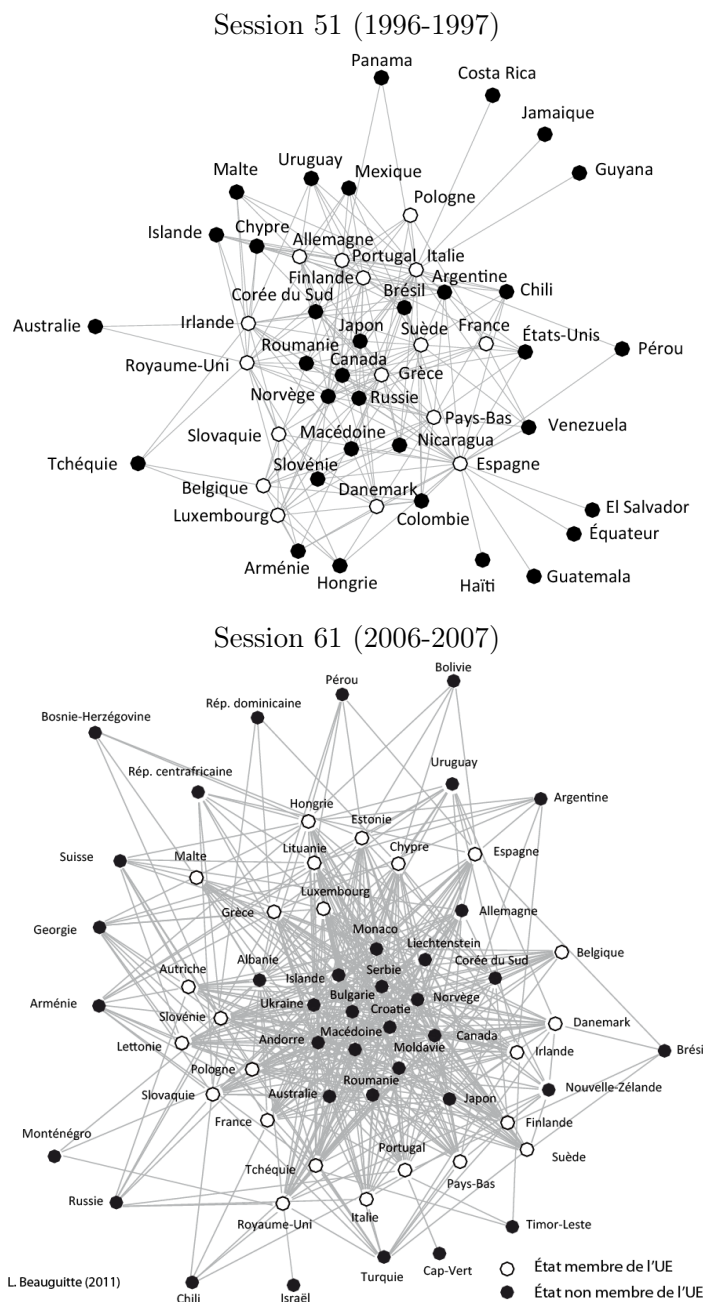 Session 51 (1996-1997)
Panama
Costa Rica
Jamaique
Guyana
Uruguay
Malte
Mexique
Pologne
Islande
Chypre
Allemagne
Portugal
Italie
Finlande
Argentine
Corée du Sud
Brésil
Chili
Australie
Irlande
Japon
Suède
France
États-Unis
Roumanie
Royaume-Uni
Canada
Grèce
Pérou
Norvège
Russie
Pays-Bas
Venezuela
Slovaquie
Macédoine
Nicaragua
Tchéquie
Slovénie
Espagne
Belgique
Danemark
Luxembourg
Colombie
El Salvador
Équateur
Arménie
Hongrie
Haïti
Guatemala
Session 61 (2006-2007)
Bolivie
Pérou
Rép. dominicaine
Bosnie-Herzégovine
Uruguay
Rép. centrafricaine
Argentine
Hongrie
Estonie
Suisse
Malte
Lituanie
Chypre
Espagne
Luxembourg
Grèce
Allemagne
Georgie
Monaco
Liechtenstein
Belgique
Albanie
Corée du Sud
Autriche
Islande
Serbie
Arménie
Ukraine
Bulgarie
Norvège
Slovénie
Croatie
Danemark
Lettonie
Andorre
Macédoine
Canada
Moldavie
Irlande
Brési
Pologne
Roumanie
Slovaquie
Australie
Japon
Nouvelle-Zélande
France
Finlande
Monténégro
Portugal
Suède
Tchéquie
Pays-Bas
Russie
Royaume-Uni
Italie
Timor-Leste
Turquie
Cap-Vert
Chili
Israël
L. Beauguitte (2011)
État membre de l'UE
État non membre de l'UE